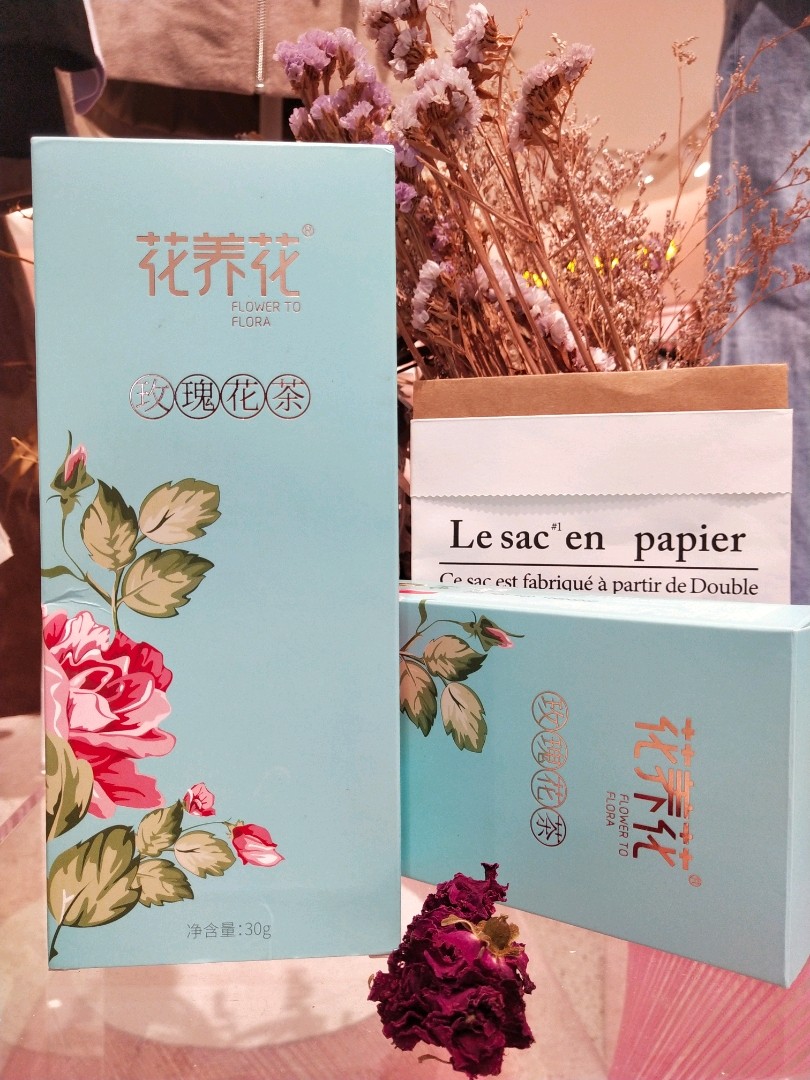 花养花®
FLOWER TO
FLORA
玫瑰花茶
净含量:30g
Le sac#1 en papier
Ce sac est fabriqué à partir de Double
玫瑰花茶
花养花®
FLOWER TO
FLORA